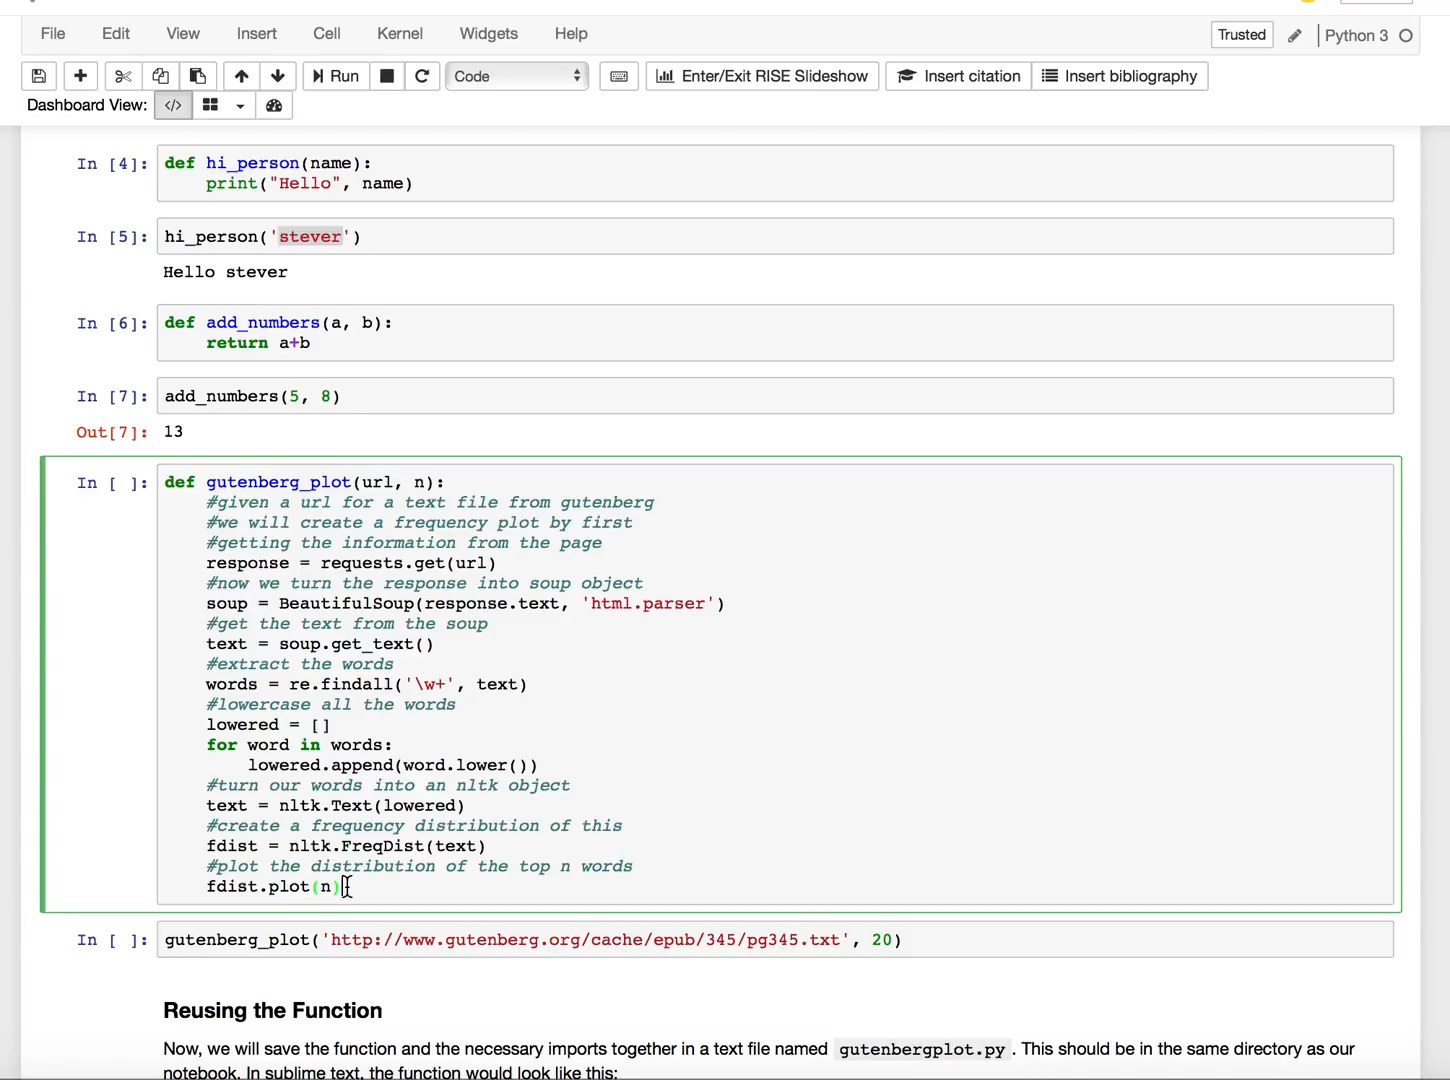 File Edit View Insert Cell Kernel Widgets Help Trusted Python 3
Run Code Enter/Exit RISE Slideshow Insert citation Insert bibliography
Dashboard View: </>
In [4]: def hi_person(name):
print("Hello", name)
In [5]: hi_person('stever')
Hello stever
In [6]: def add_numbers(a, b):
return a+b
In [7]: add_numbers(5, 8)
Out[7]: 13
In [ ]: def gutenberg_plot(url, n):
#given a url for a text file from gutenberg
#we will create a frequency plot by first
#getting the information from the page
response = requests.get(url)
#now we turn the response into soup object
soup = BeautifulSoup(response.text, 'html.parser')
#get the text from the soup
text = soup.get_text()
#extract the words
words = re.findall('\w+', text)
#lowercase all the words
lowered = []
for word in words:
lowered.append(word.lower())
#turn our words into an nltk object
text = nltk.Text(lowered)
#create a frequency distribution of this
fdist = nltk.FreqDist(text)
#plot the distribution of the top n words
fdist.plot(n)
In [ ]: gutenberg_plot('http://www.gutenberg.org/cache/epub/345/pg345.txt', 20)
Reusing the Function
Now, we will save the function and the necessary imports together in a text file named gutenbergplot.py . This should be in the same directory as our
notebook. In sublime text, the function would look like this: